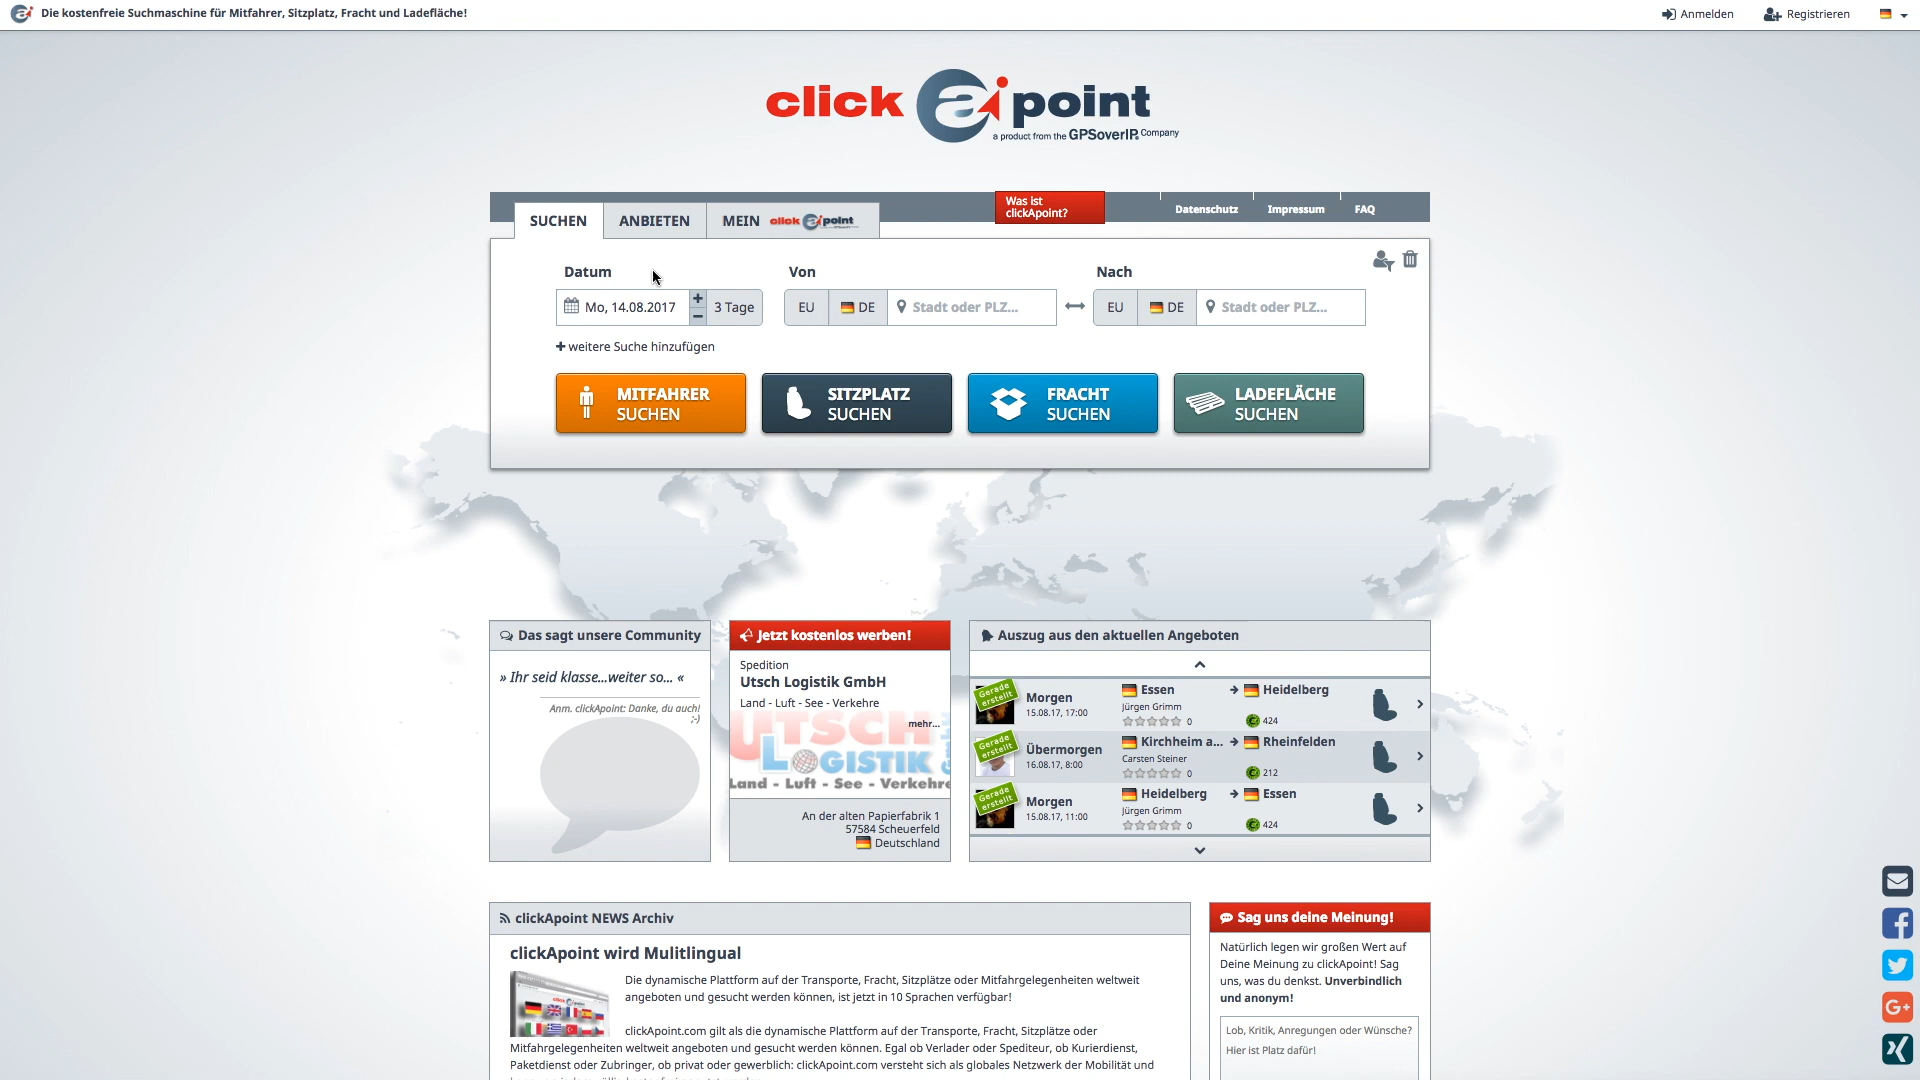 Die kostenfreie Suchmaschine für Mitfahrer, Sitzplatz, Fracht und Ladefläche!
Anmelden
Registrieren
click a point
a product from the GPSoverIP Company
SUCHEN
ANBIETEN
MEIN click a point
Was ist
clickApoint?
Datenschutz
Impressum
FAQ
Datum
Von
Nach
Mo, 14.08.2017
3 Tage
EU
DE
Stadt oder PLZ...
EU
DE
Stadt oder PLZ...
weitere Suche hinzufügen
MITFAHRER
SUCHEN
SITZPLATZ
SUCHEN
FRACHT
SUCHEN
LADEFLÄCHE
SUCHEN
Das sagt unsere Community
» Ihr seid klasse...weiter so... «
Anm. clickApoint: Danke, du auch!
;-)
Jetzt kostenlos werben!
Spedition
Utsch Logistik GmbH
Land - Luft - See - Verkehre
mehr...
UTSCH
LOGISTIK
Land - Luft - See - Verkehre
An der alten Papierfabrik 1
57584 Scheuerfeld
Deutschland
Auszug aus den aktuellen Angeboten
Gerade
erstellt
Morgen
15.08.17, 17:00
Essen
Heidelberg
Jürgen Grimm
0
424
Gerade
erstellt
Übermorgen
16.08.17, 8:00
Kirchheim a...
Rheinfelden
Carsten Steiner
0
212
Gerade
erstellt
Morgen
15.08.17, 11:00
Heidelberg
Essen
Jürgen Grimm
0
424
clickApoint NEWS Archiv
clickApoint wird Mulitlingual
Die dynamische Plattform auf der Transporte, Fracht, Sitzplätze oder Mitfahrgelegenheiten weltweit
angeboten und gesucht werden können, ist jetzt in 10 Sprachen verfügbar!
clickApoint.com gilt als die dynamische Plattform auf der Transporte, Fracht, Sitzplätze oder
Mitfahrgelegenheiten weltweit angeboten und gesucht werden können. Egal ob Verlader oder Spediteur, ob Kurierdienst,
Paketdienst oder Zubringer, ob privat oder gewerblich: clickApoint.com versteht sich als globales Netzwerk der Mobilität und
Sag uns deine Meinung!
Natürlich legen wir großen Wert auf
Deine Meinung zu clickApoint! Sag
uns, was du denkst. Unverbindlich
und anonym!
Lob, Kritik, Anregungen oder Wünsche?
Hier ist Platz dafür!